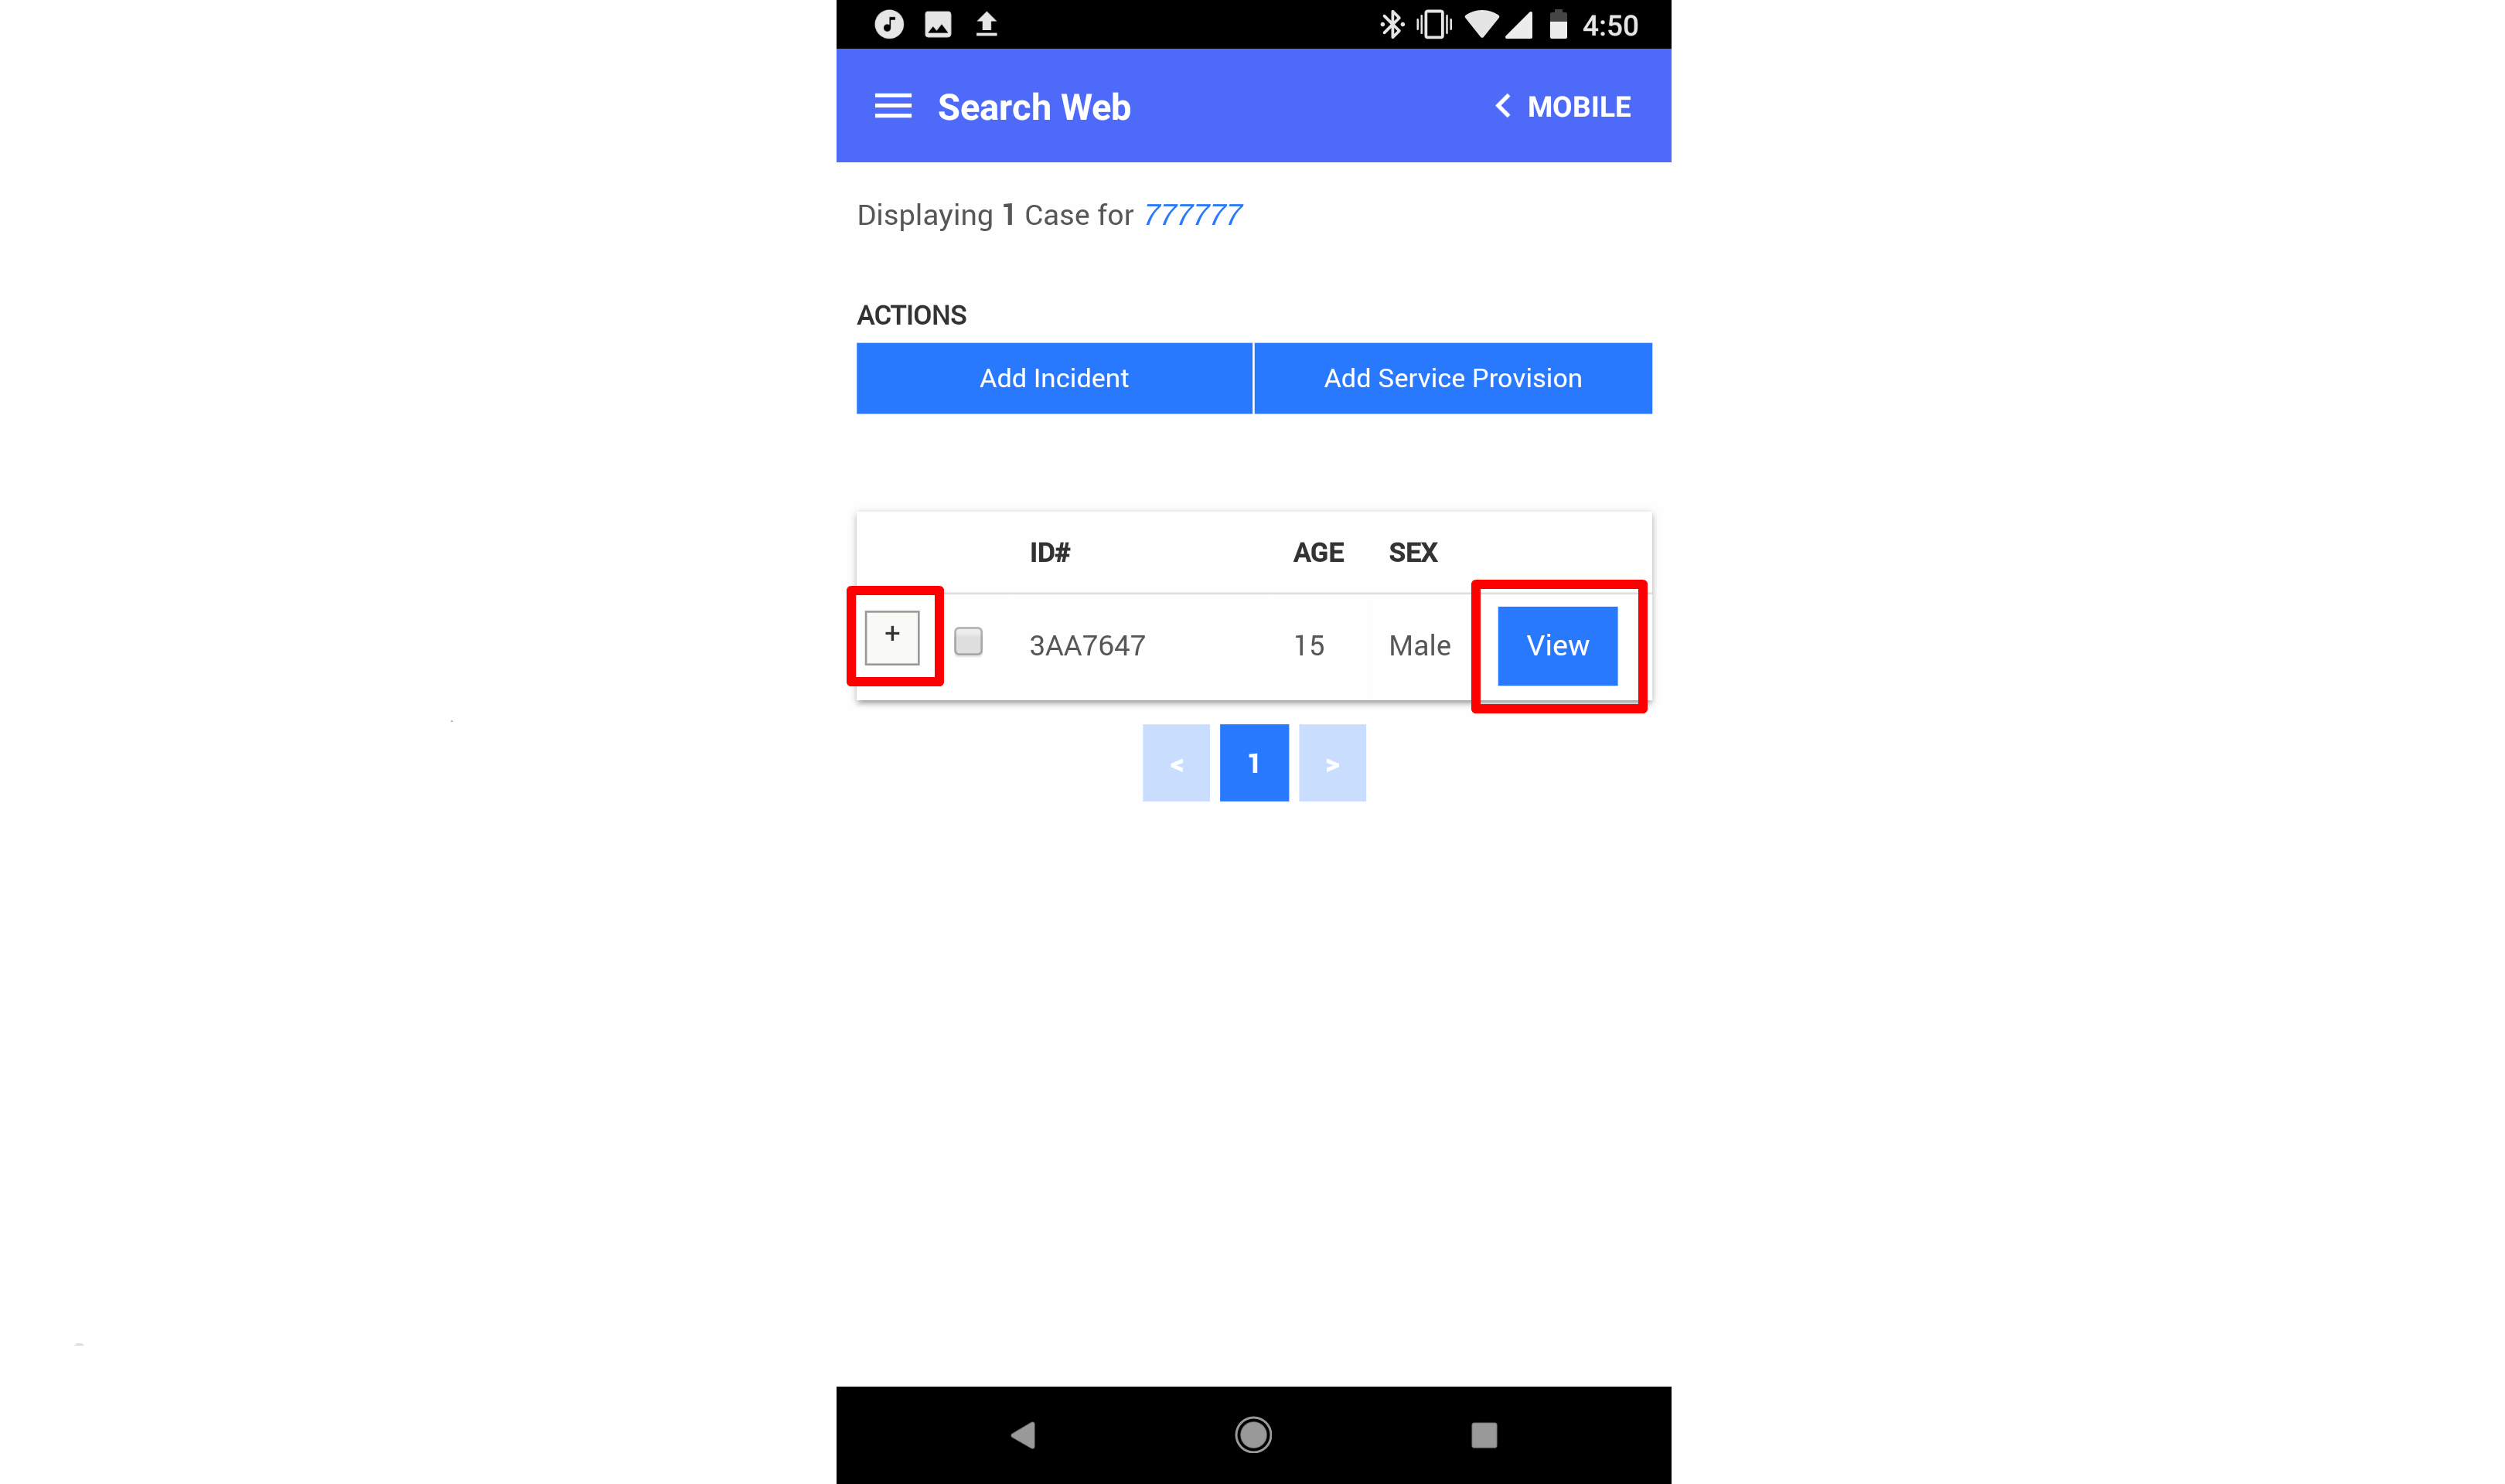 4:50
Search Web
MOBILE
Displaying 1 Case for 777777
ACTIONS
Add Incident
Add Service Provision
ID# AGE SEX
+ 3AA7647 15 Male View
< 1 >